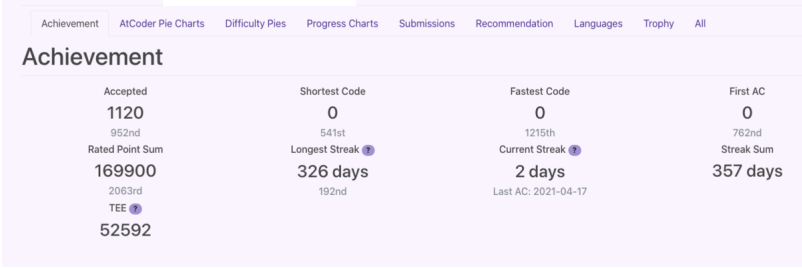 Achievement AtCoder Pie Charts Difficulty Pies Progress Charts Submissions Recommendation Languages Trophy All
Achievement
Accepted Shortest Code Fastest Code First AC
1120 0 0 0
952nd 541st 1215th 762nd
Rated Point Sum Longest Streak ? Current Streak ? Streak Sum
169900 326 days 2 days 357 days
2063rd 192nd Last AC: 2021-04-17
TEE ?
52592